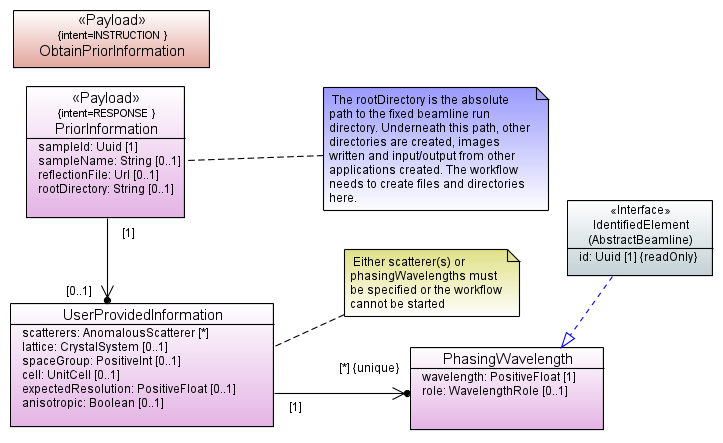 «Payload»
{intent=INSTRUCTION }
ObtainPriorInformation
«Payload»
{intent=RESPONSE }
PriorInformation
sampleId: Uuid [1]
sampleName: String [0..1]
reflectionFile: Url [0..1]
rootDirectory: String [0..1]
The rootDirectory is the absolute
path to the fixed beamline run
directory. Underneath this path, other
directories are created, images
written and input/output from other
applications created. The workflow
needs to create files and directories
here.
«Interface»
IdentifiedElement
(AbstractBeamline)
id: Uuid [1] {readOnly}
[1]
[0..1]
Either scatterer(s) or
phasingWavelengths must
be specified or the workflow
cannot be started
UserProvidedInformation
scatterers: AnomalousScatterer [*]
lattice: CrystalSystem [0..1]
spaceGroup: PositiveInt [0..1]
cell: UnitCell [0..1]
expectedResolution: PositiveFloat [0..1]
anisotropic: Boolean [0..1]
[*] {unique}
[1]
PhasingWavelength
wavelength: PositiveFloat [1]
role: WavelengthRole [0..1]